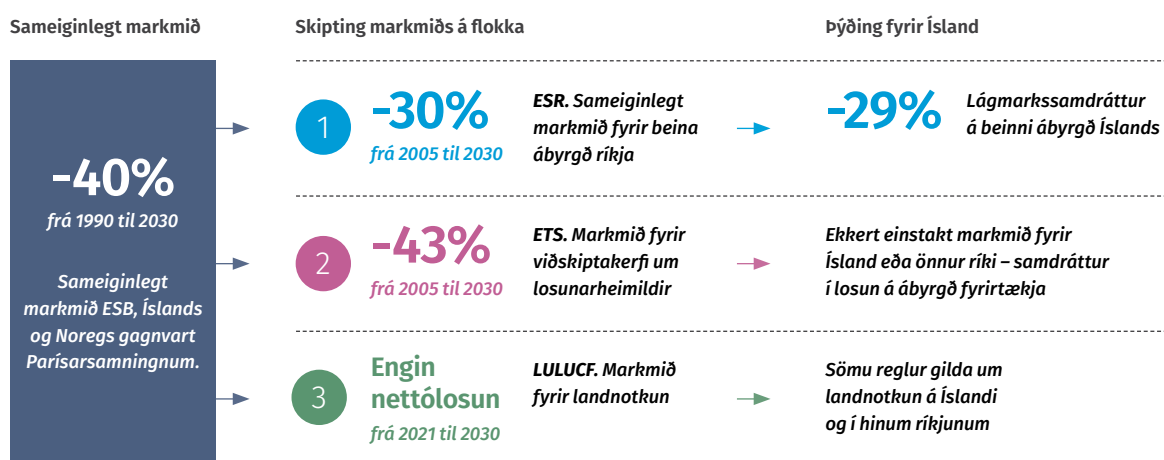 Sameiginlegt markmið
Skipting markmiðs á flokka
Þýðing fyrir Ísland
-40%
frá 1990 til 2030
Sameiginlegt
markmið ESB, Íslands
og Noregs gagnvart
Parísarsamningnum.
1
-30%
frá 2005 til 2030
ESR. Sameiginlegt
markmið fyrir beina
ábyrgð ríkja
-29%
Lágmarkssamdráttur
á beinni ábyrgð Íslands
2
-43%
frá 2005 til 2030
ETS. Markmið fyrir
viðskiptakerfi um
losunarheimildir
Ekkert einstakt markmið fyrir
Ísland eða önnur ríki – samdráttur
í losun á ábyrgð fyrirtækja
3
Engin
nettólosun
frá 2021 til 2030
LULUCF. Markmið
fyrir landnotkun
Sömu reglur gilda um
landnotkun á Íslandi
og í hinum ríkjunum